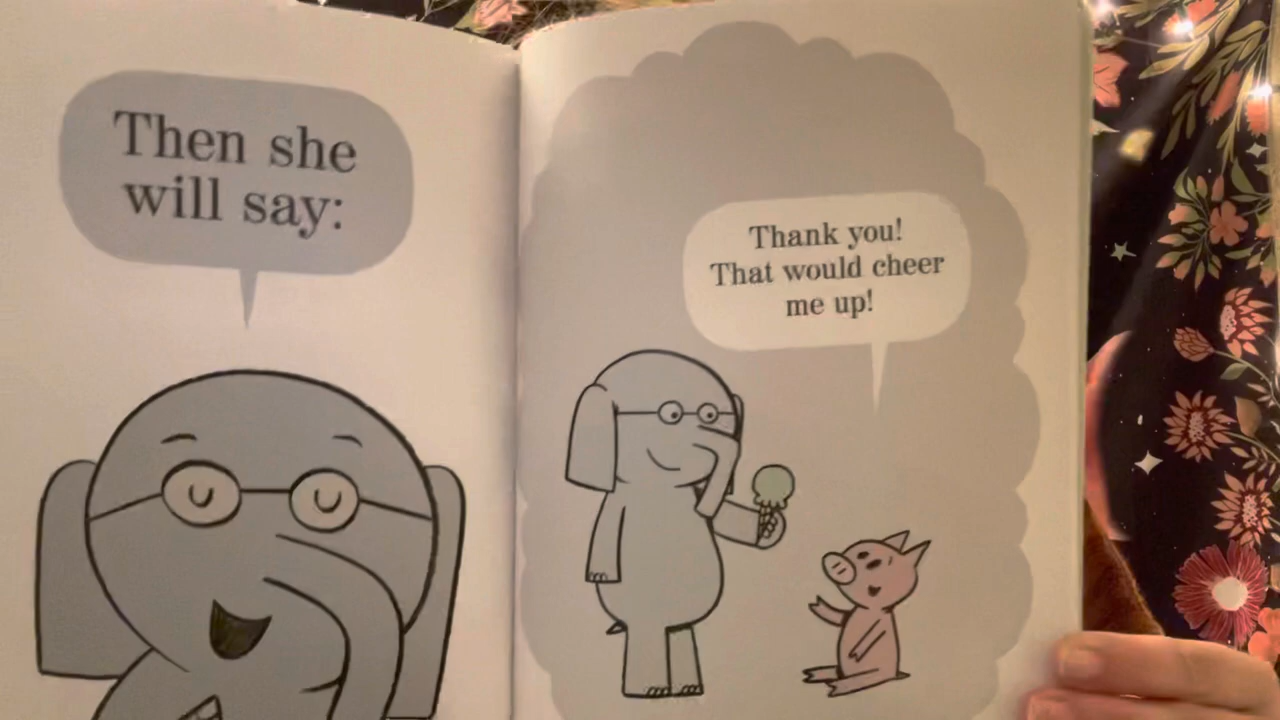 Then she
will say:
Thank you!
That would cheer
me up!